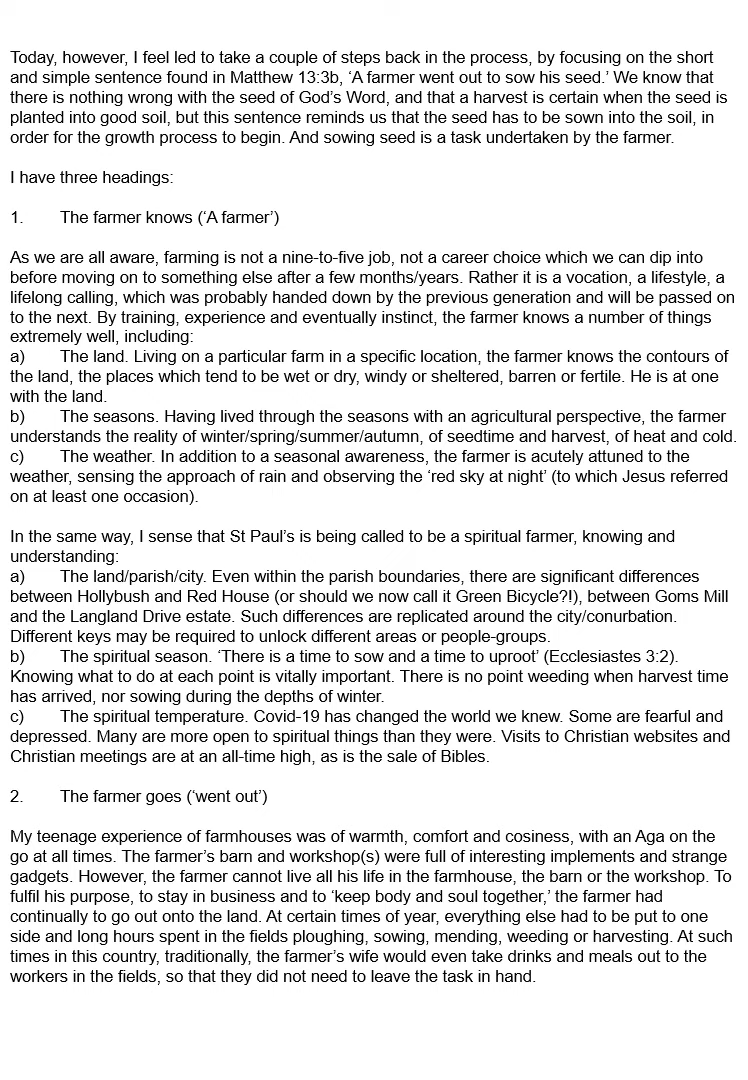 Today, however, I feel led to take a couple of steps back in the process, by focusing on the short
and simple sentence found in Matthew 13:3b, ‘A farmer went out to sow his seed.’ We know that
there is nothing wrong with the seed of God’s Word, and that a harvest is certain when the seed is
planted into good soil, but this sentence reminds us that the seed has to be sown into the soil, in
order for the growth process to begin. And sowing seed is a task undertaken by the farmer.
I have three headings:
1. The farmer knows (‘A farmer’)
As we are all aware, farming is not a nine-to-five job, not a career choice which we can dip into
before moving on to something else after a few months/years. Rather it is a vocation, a lifestyle, a
lifelong calling, which was probably handed down by the previous generation and will be passed on
to the next. By training, experience and eventually instinct, the farmer knows a number of things
extremely well, including:
a) The land. Living on a particular farm in a specific location, the farmer knows the contours of
the land, the places which tend to be wet or dry, windy or sheltered, barren or fertile. He is at one
with the land.
b) The seasons. Having lived through the seasons with an agricultural perspective, the farmer
understands the reality of winter/spring/summer/autumn, of seedtime and harvest, of heat and cold.
c) The weather. In addition to a seasonal awareness, the farmer is acutely attuned to the
weather, sensing the approach of rain and observing the ‘red sky at night’ (to which Jesus referred
on at least one occasion).
In the same way, I sense that St Paul’s is being called to be a spiritual farmer, knowing and
understanding:
a) The land/parish/city. Even within the parish boundaries, there are significant differences
between Hollybush and Red House (or should we now call it Green Bicycle?!), between Goms Mill
and the Langland Drive estate. Such differences are replicated around the city/conurbation.
Different keys may be required to unlock different areas or people-groups.
b) The spiritual season. ‘There is a time to sow and a time to uproot’ (Ecclesiastes 3:2).
Knowing what to do at each point is vitally important. There is no point weeding when harvest time
has arrived, nor sowing during the depths of winter.
c) The spiritual temperature. Covid-19 has changed the world we knew. Some are fearful and
depressed. Many are more open to spiritual things than they were. Visits to Christian websites and
Christian meetings are at an all-time high, as is the sale of Bibles.
2. The farmer goes (‘went out’)
My teenage experience of farmhouses was of warmth, comfort and cosiness, with an Aga on the
go at all times. The farmer’s barn and workshop(s) were full of interesting implements and strange
gadgets. However, the farmer cannot live all his life in the farmhouse, the barn or the workshop. To
fulfil his purpose, to stay in business and to ‘keep body and soul together,’ the farmer had
continually to go out onto the land. At certain times of year, everything else had to be put to one
side and long hours spent in the fields ploughing, sowing, mending, weeding or harvesting. At such
times in this country, traditionally, the farmer’s wife would even take drinks and meals out to the
workers in the fields, so that they did not need to leave the task in hand.